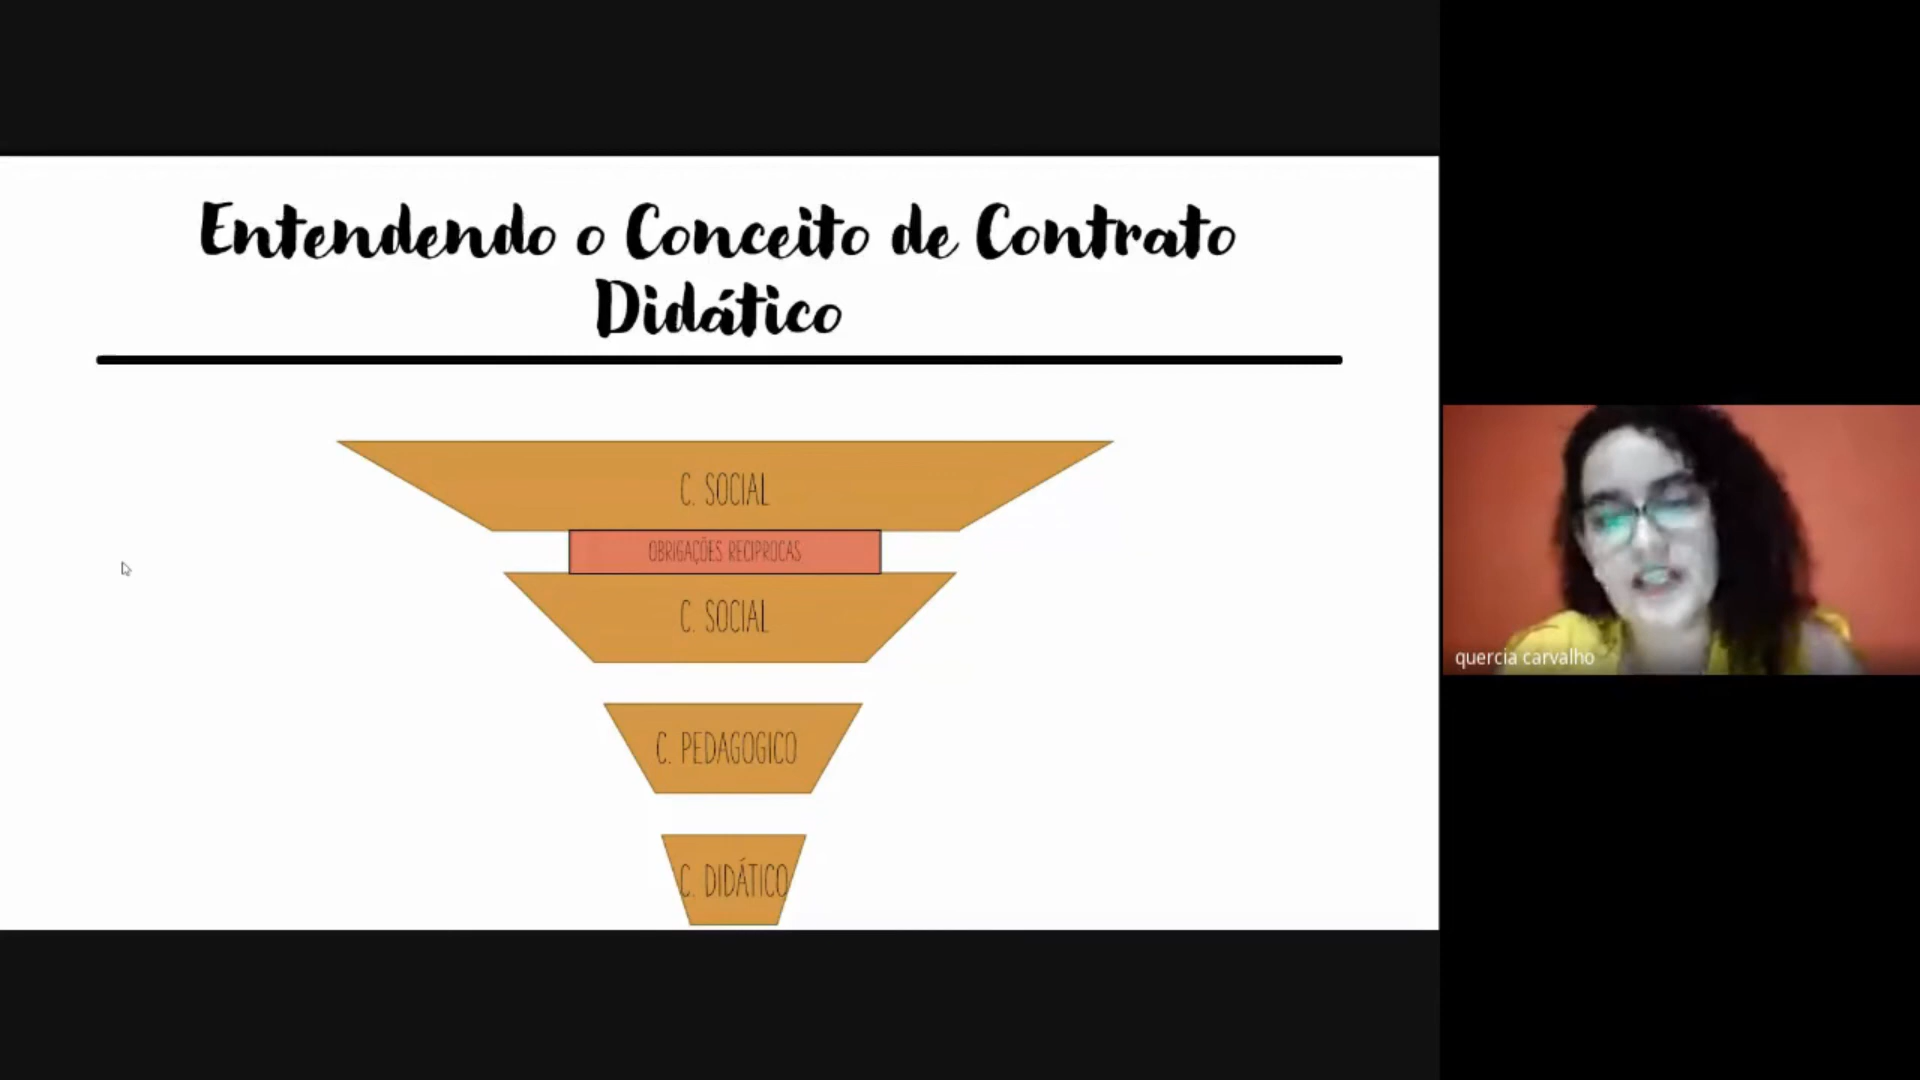 Entendendo o Conceito de Contrato
Didático
C. SOCIAL
OBRIGAÇÕES RECIPROCAS
C. SOCIAL
C. PEDAGOGICO
C. DIDÁTICO
quercia carvalho